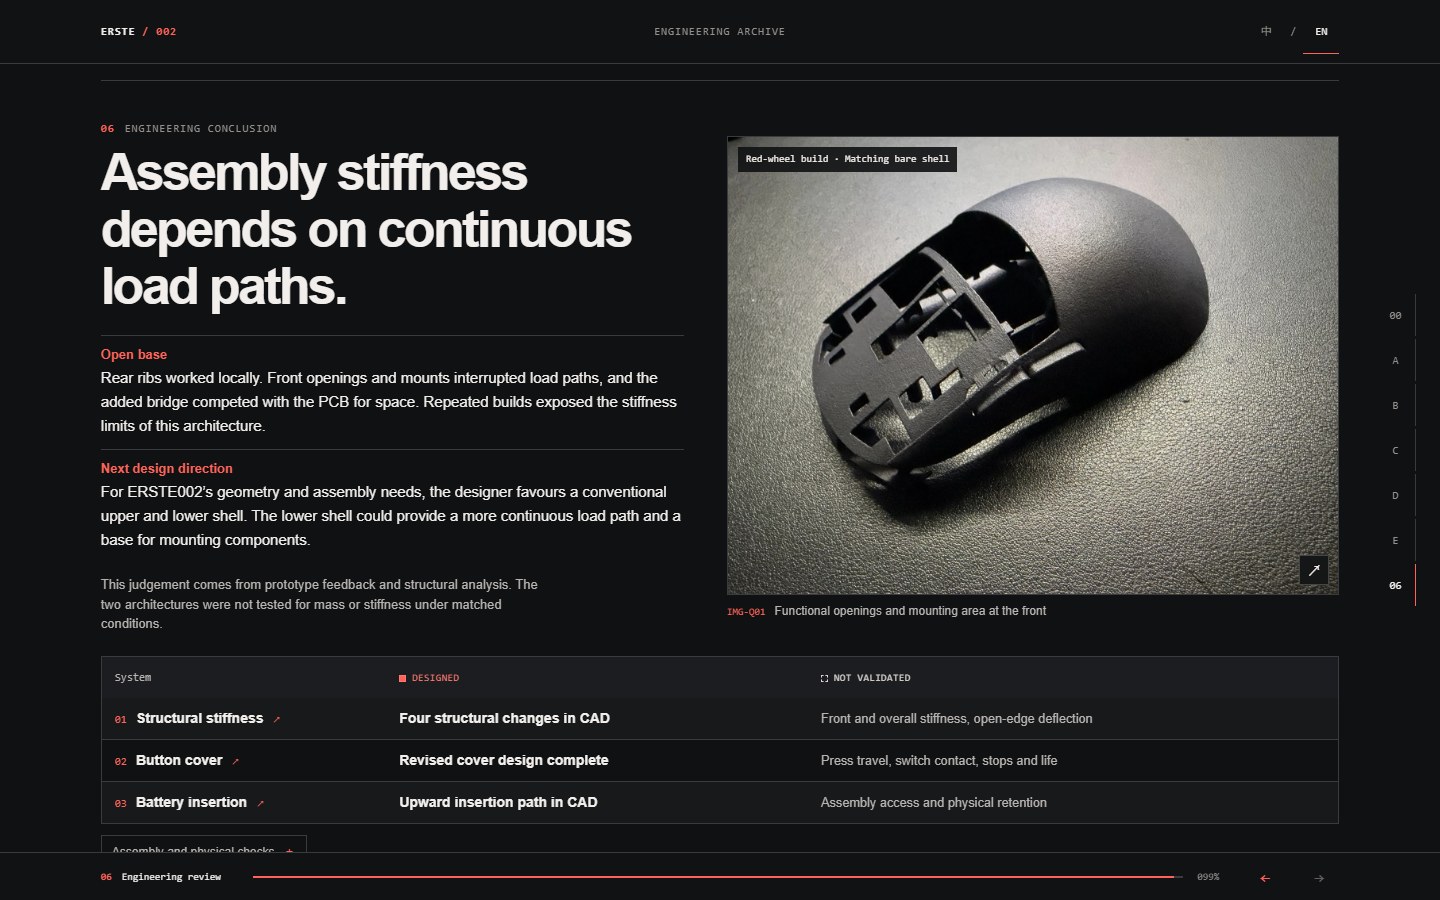 ERSTE / 002
ENGINEERING ARCHIVE
中 / EN
06 ENGINEERING CONCLUSION
Assembly stiffness
depends on continuous
load paths.
Open base
Rear ribs worked locally. Front openings and mounts interrupted load paths, and the
added bridge competed with the PCB for space. Repeated builds exposed the stiffness
limits of this architecture.
Next design direction
For ERSTE002’s geometry and assembly needs, the designer favours a conventional
upper and lower shell. The lower shell could provide a more continuous load path and a
base for mounting components.
This judgement comes from prototype feedback and structural analysis. The
two architectures were not tested for mass or stiffness under matched
conditions.
Red-wheel build · Matching bare shell
IMG-Q01 Functional openings and mounting area at the front
00
A
B
C
D
E
06
System DESIGNED NOT VALIDATED
01 Structural stiffness ↗ Four structural changes in CAD Front and overall stiffness, open-edge deflection
02 Button cover ↗ Revised cover design complete Press travel, switch contact, stops and life
03 Battery insertion ↗ Upward insertion path in CAD Assembly access and physical retention
Assembly and physical checks +
06 Engineering review 099% ← →